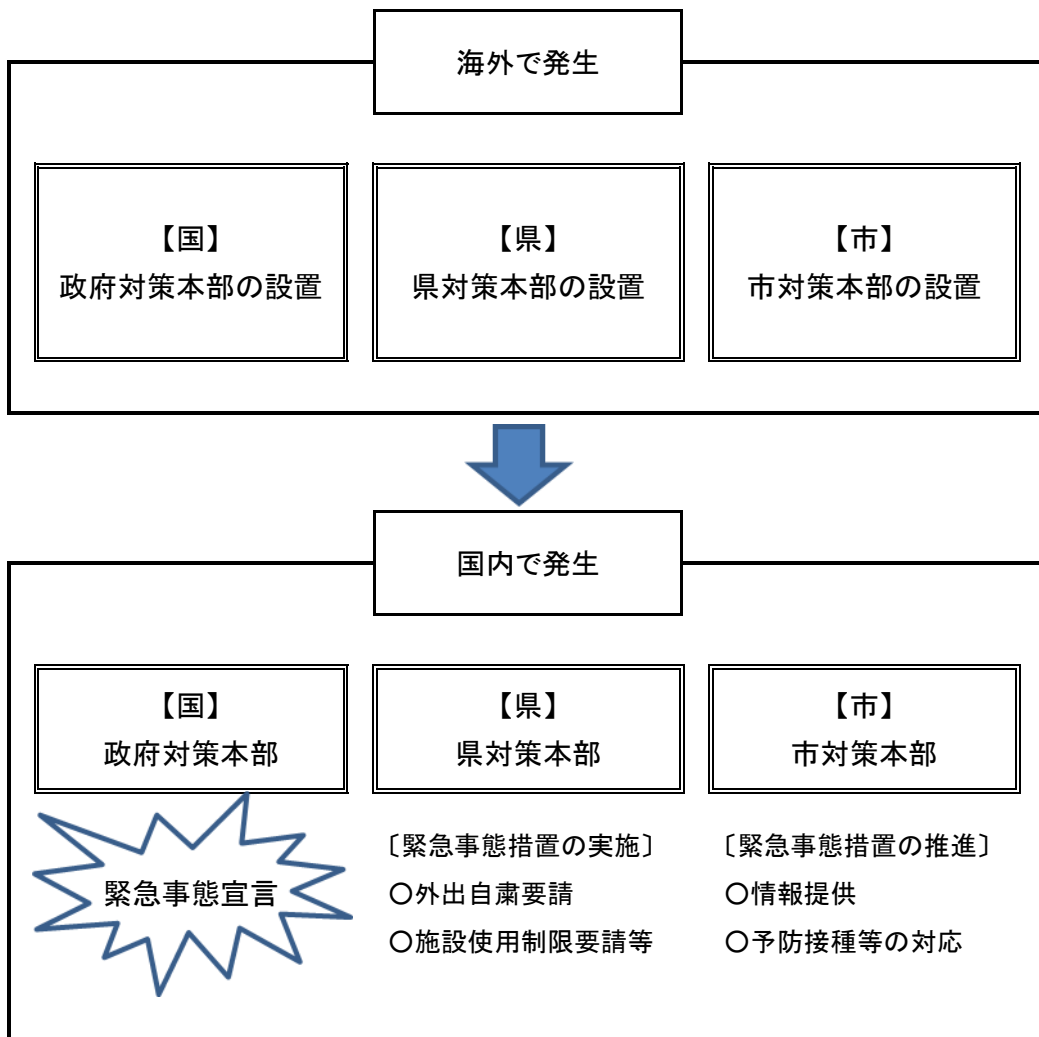 海外で発生
【国】
政府対策本部の設置
【県】
県対策本部の設置
【市】
市対策本部の設置
国内で発生
【国】
政府対策本部
緊急事態宣言
【県】
県対策本部
〔緊急事態措置の実施〕
〇外出自粛要請
〇施設使用制限要請等
【市】
市対策本部
〔緊急事態措置の推進〕
〇情報提供
〇予防接種等の対応